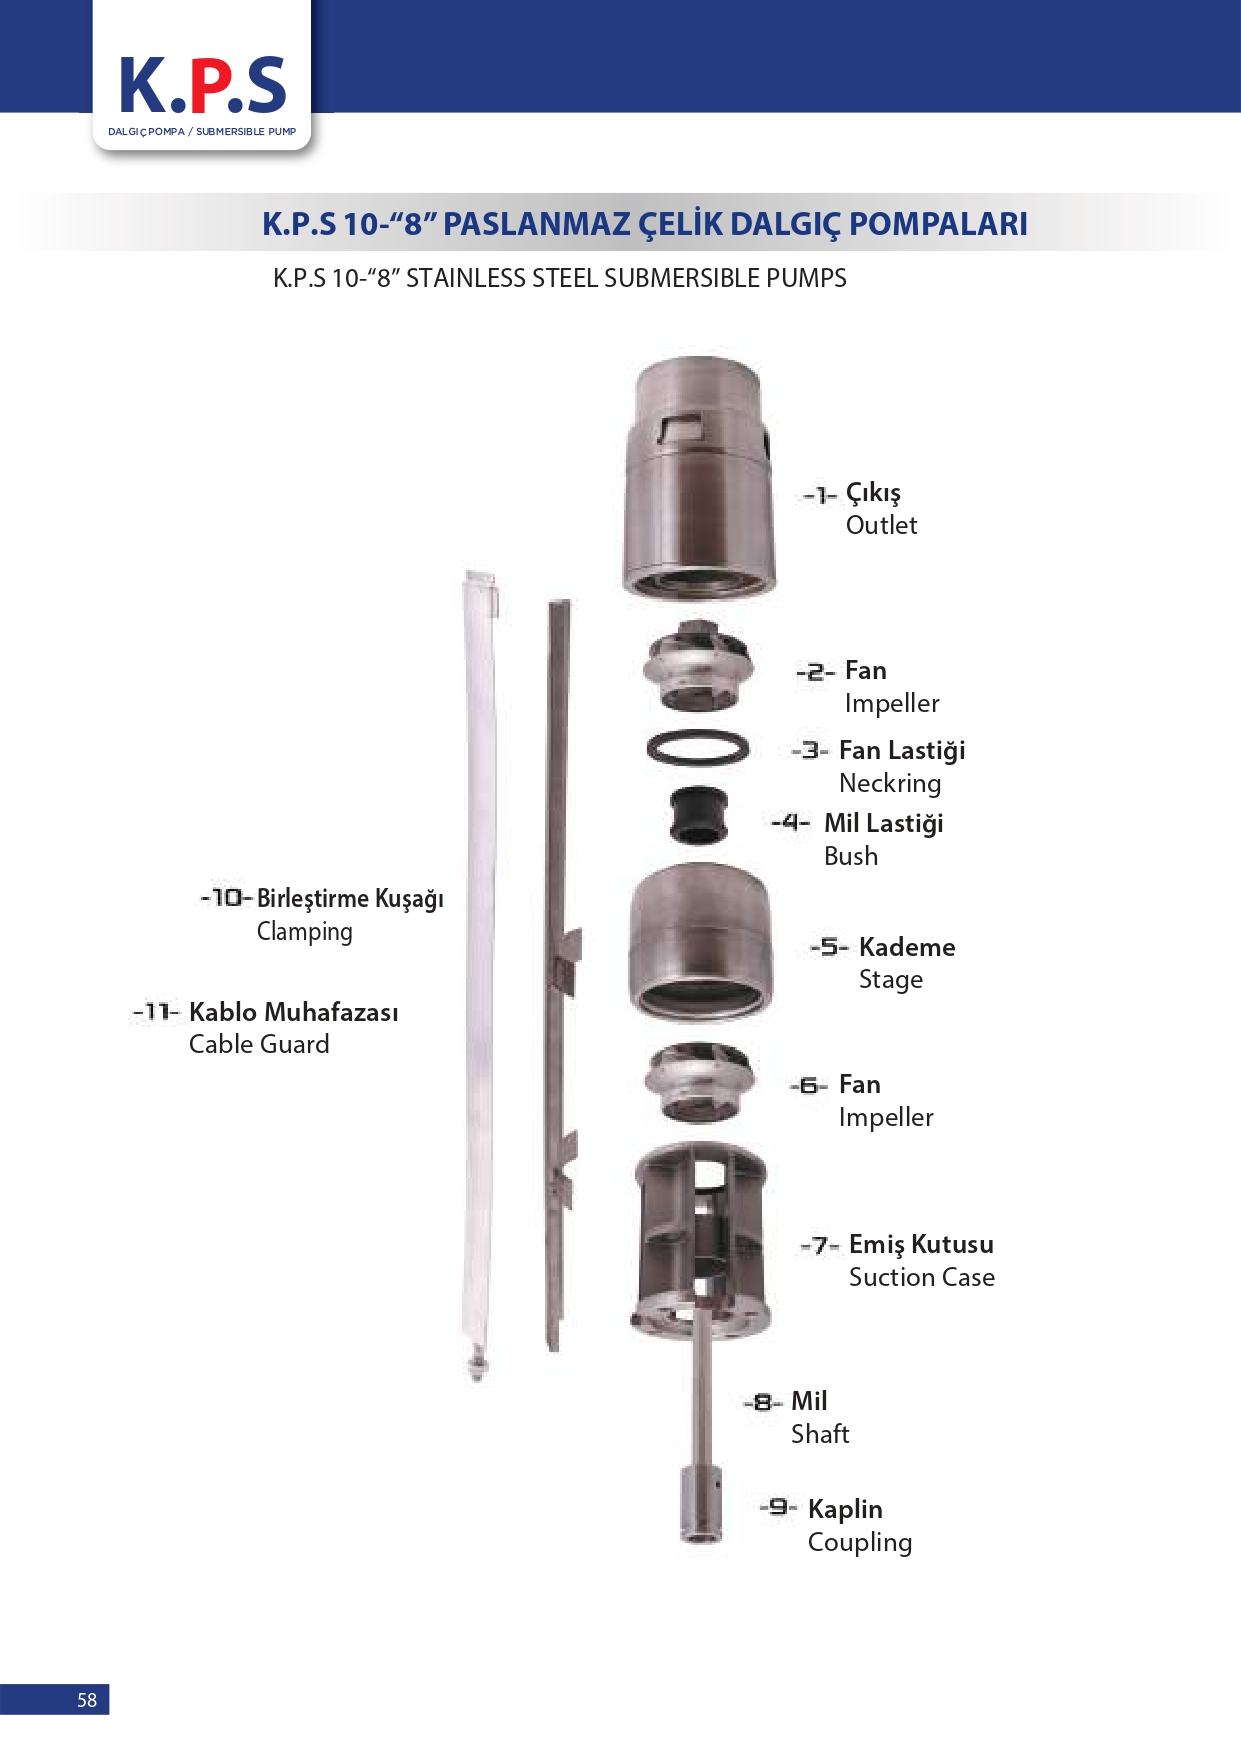 K.P.S
DALGIÇ POMPA / SUBMERSIBLE PUMP
K.P.S 10-“8” PASLANMAZ ÇELİK DALGIÇ POMPALARI
K.P.S 10-“8” STAINLESS STEEL SUBMERSIBLE PUMPS
-1- Çıkış
Outlet
-2- Fan
Impeller
-3- Fan Lastiği
Neckring
-4- Mil Lastiği
Bush
-10- Birleştirme Kuşağı
Clamping
-5- Kademe
Stage
-11- Kablo Muhafazası
Cable Guard
-6- Fan
Impeller
-7- Emiş Kutusu
Suction Case
-8- Mil
Shaft
-9- Kaplin
Coupling
58